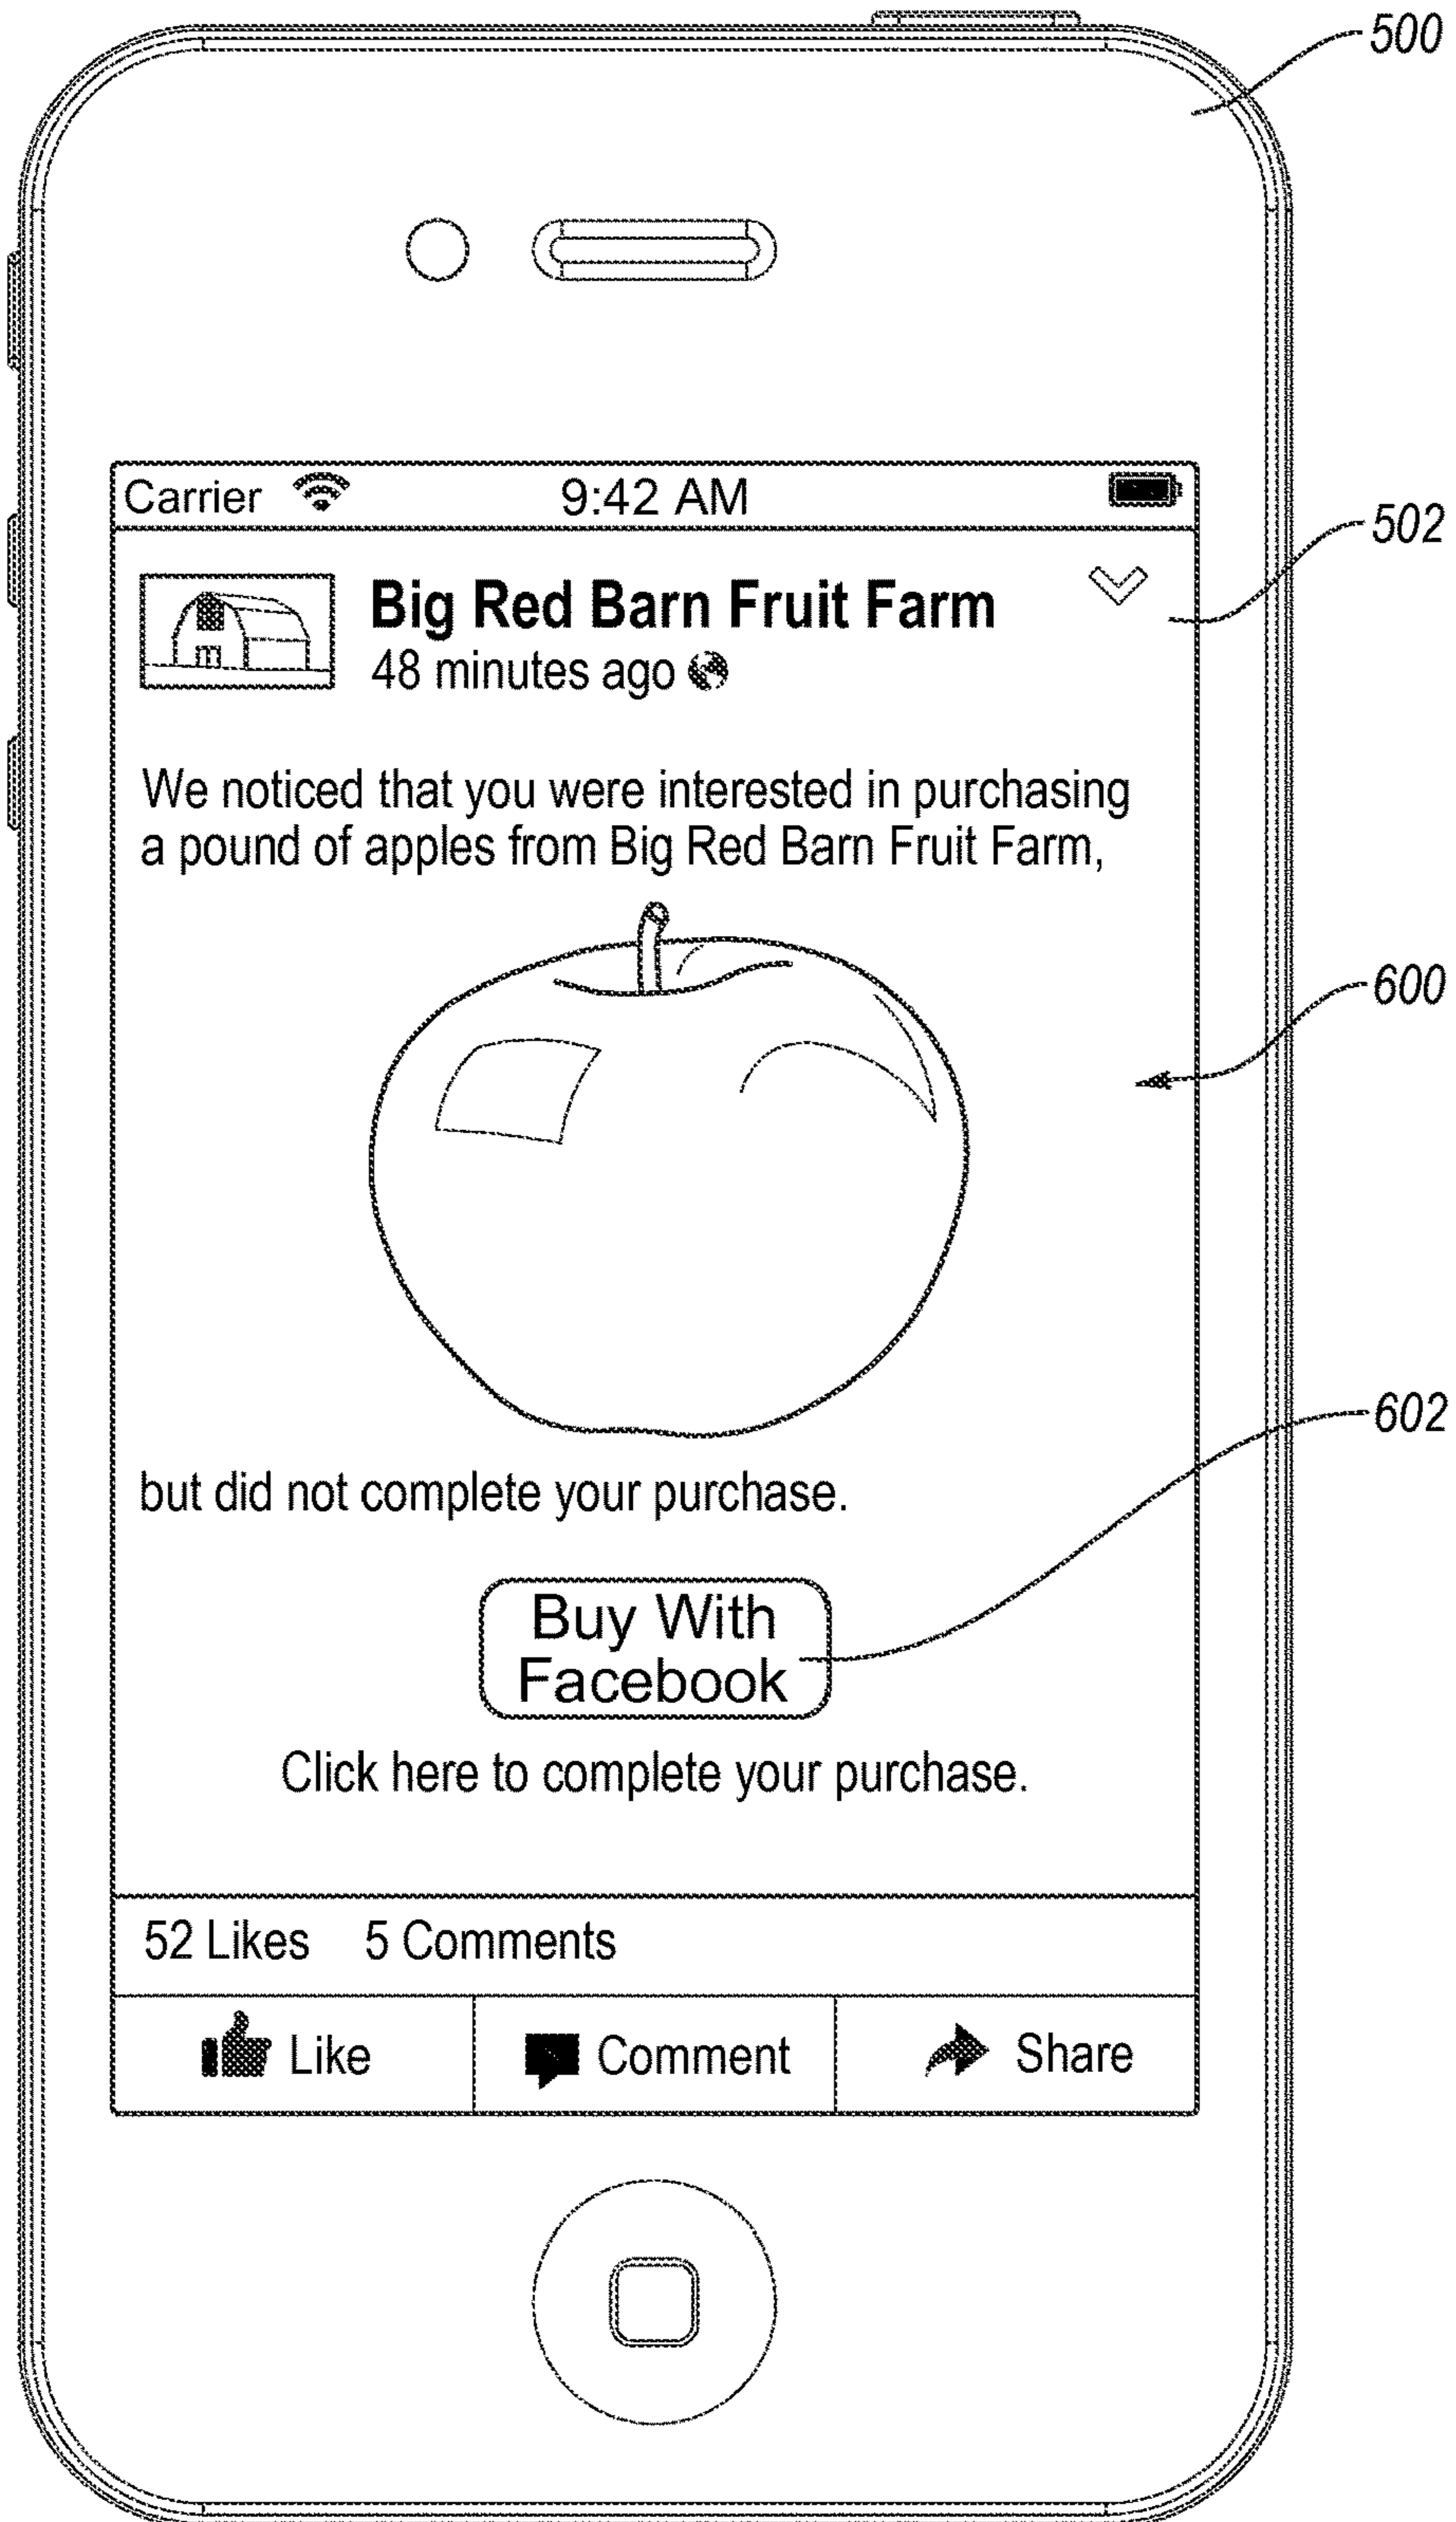 500
Carrier 9:42 AM
502
Big Red Barn Fruit Farm
48 minutes ago
We noticed that you were interested in purchasing
a pound of apples from Big Red Barn Fruit Farm,
600
602
but did not complete your purchase.
Buy With
Facebook
Click here to complete your purchase.
52 Likes 5 Comments
Like Comment Share